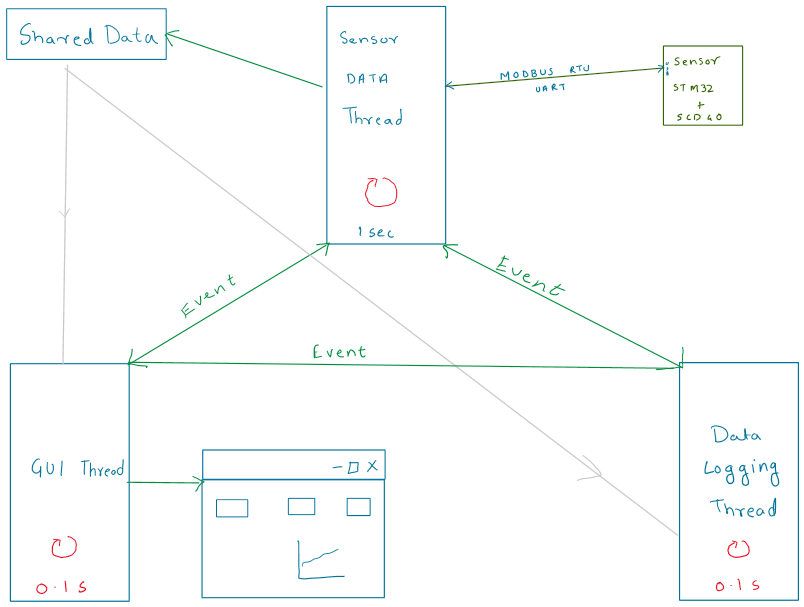 Shared Data
Sensor
DATA
Thread
1 sec
MODBUS RTU
UART
Sensor
STM32
+
SCD40
Event
Event
Event
GUI Thread
0.1 s
Data
Logging
Thread
0.1 s